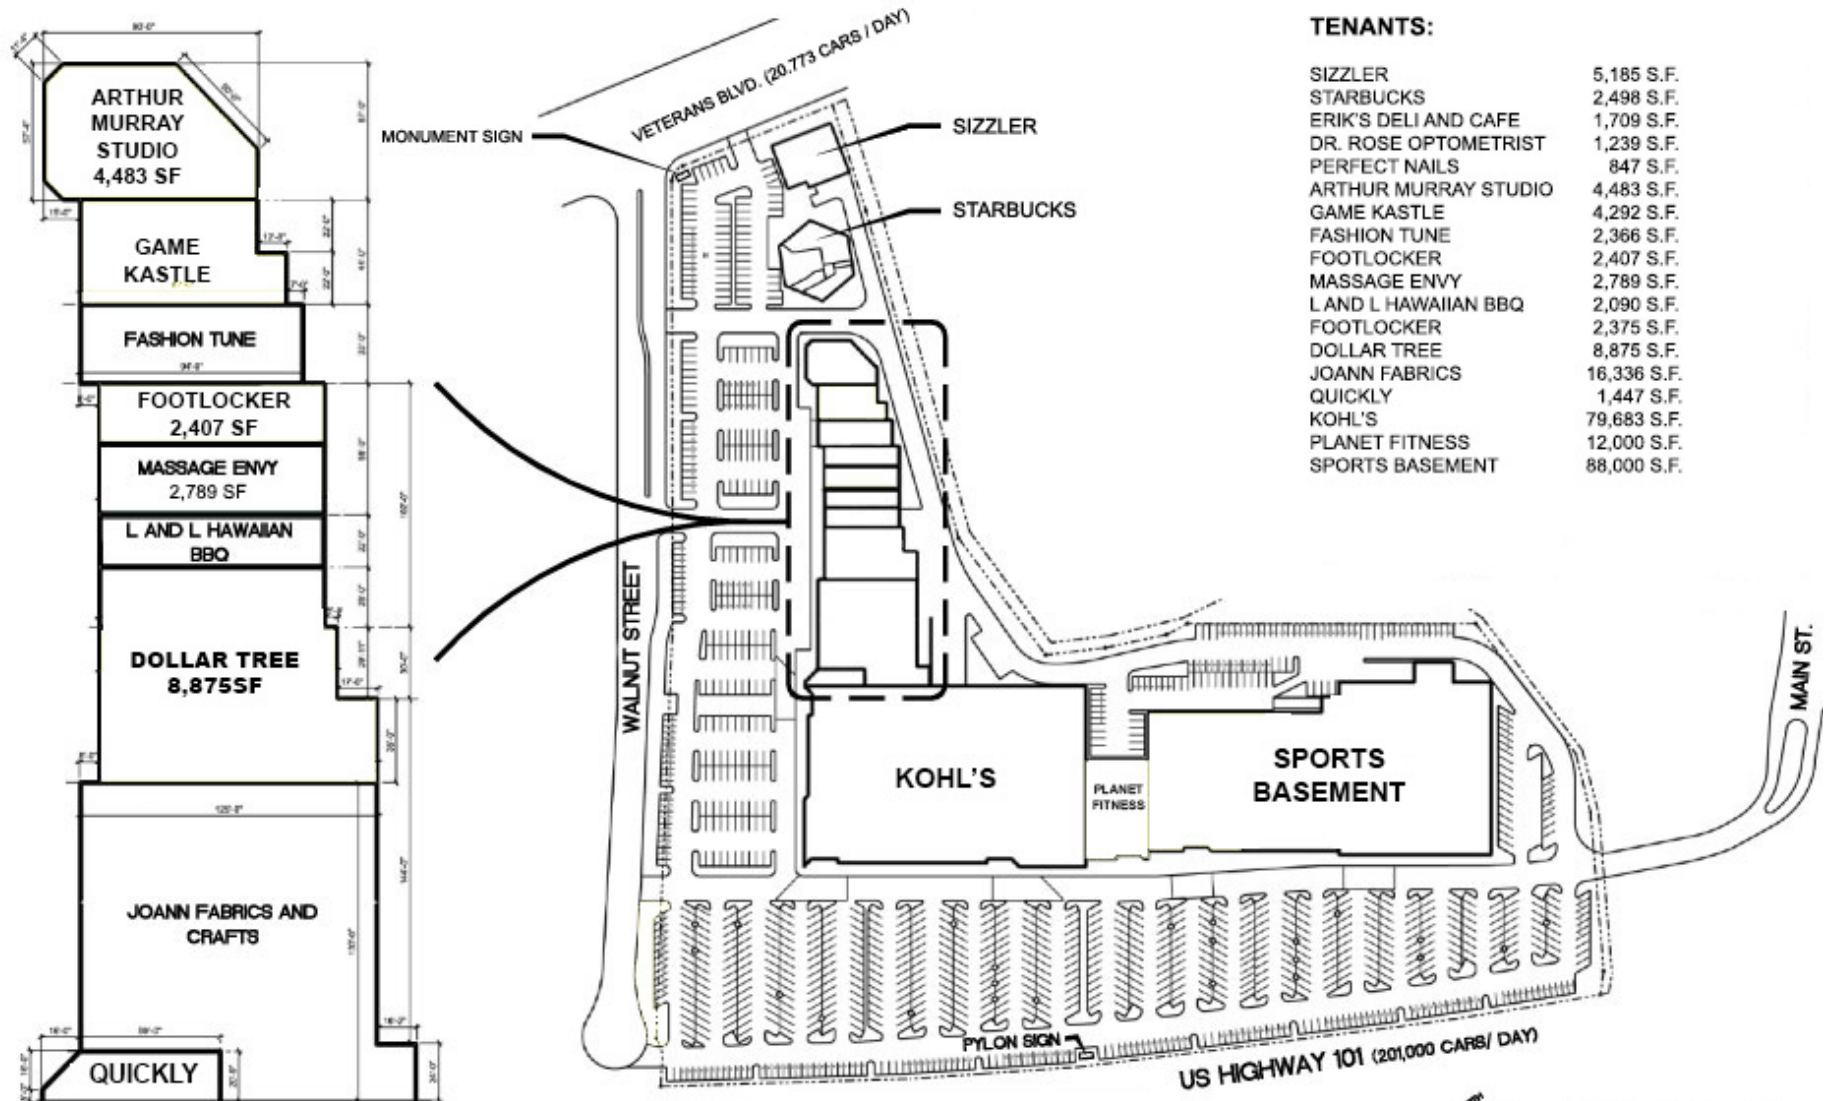 ARTHUR
MURRAY
STUDIO
4,483 SF
GAME
KASTLE
FASHION TUNE
94'-8"
FOOTLOCKER
2,407 SF
MASSAGE ENVY
2,789 SF
L AND L HAWAIIAN
BBQ
DOLLAR TREE
8,875SF
JOANN FABRICS AND
CRAFTS
QUICKLY
VETERANS BLVD. (20.773 CARS / DAY)
MONUMENT SIGN
SIZZLER
STARBUCKS
WALNUT STREET
KOHL'S
PLANET
FITNESS
SPORTS
BASEMENT
MAIN ST.
PYLON SIGN
US HIGHWAY 101 (201,000 CARS/ DAY)
TENANTS:
SIZZLER 5,185 S.F.
STARBUCKS 2,498 S.F.
ERIK'S DELI AND CAFE 1,709 S.F.
DR. ROSE OPTOMETRIST 1,239 S.F.
PERFECT NAILS 847 S.F.
ARTHUR MURRAY STUDIO 4,483 S.F.
GAME KASTLE 4,292 S.F.
FASHION TUNE 2,366 S.F.
FOOTLOCKER 2,407 S.F.
MASSAGE ENVY 2,789 S.F.
L AND L HAWAIIAN BBQ 2,090 S.F.
FOOTLOCKER 2,375 S.F.
DOLLAR TREE 8,875 S.F.
JOANN FABRICS 16,336 S.F.
QUICKLY 1,447 S.F.
KOHL'S 79,683 S.F.
PLANET FITNESS 12,000 S.F.
SPORTS BASEMENT 88,000 S.F.